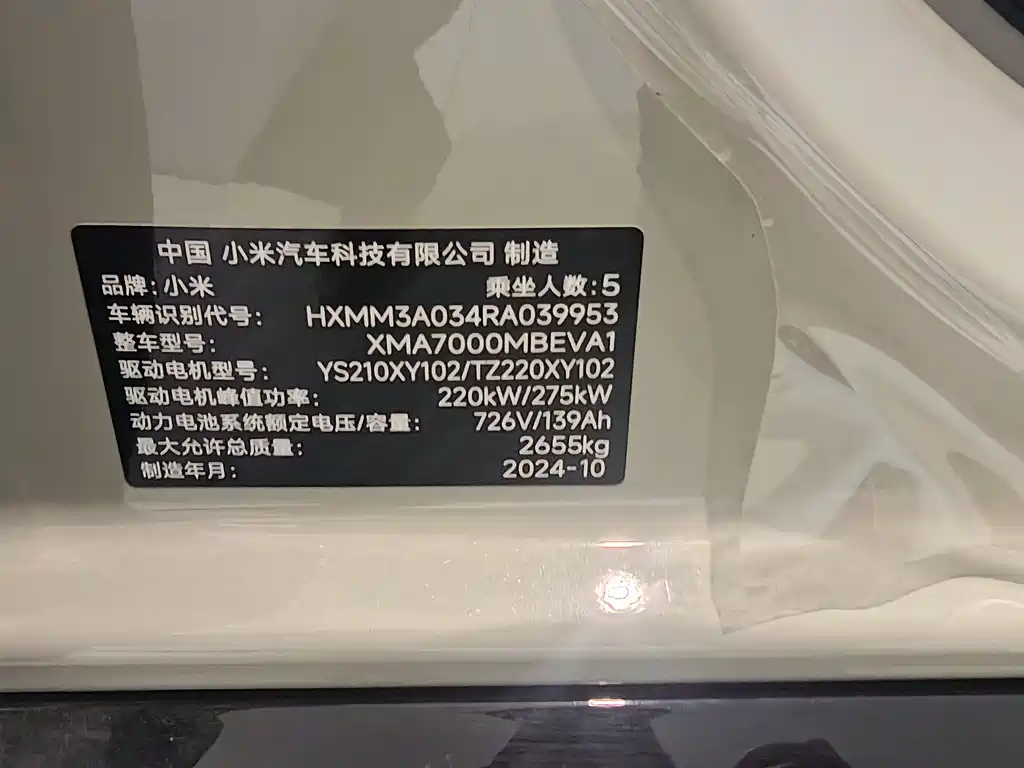 中国 小米汽车科技有限公司 制造
品牌：小米 乘坐人数：5
车辆识别代号： HXMM3A034RA039953
整车型号： XMA7000MBEVA1
驱动电机型号： YS210XY102/TZ220XY102
驱动电机峰值功率： 220kW/275kW
动力电池系统额定电压/容量： 726V/139Ah
最大允许总质量： 2655kg
制造年月： 2024-10